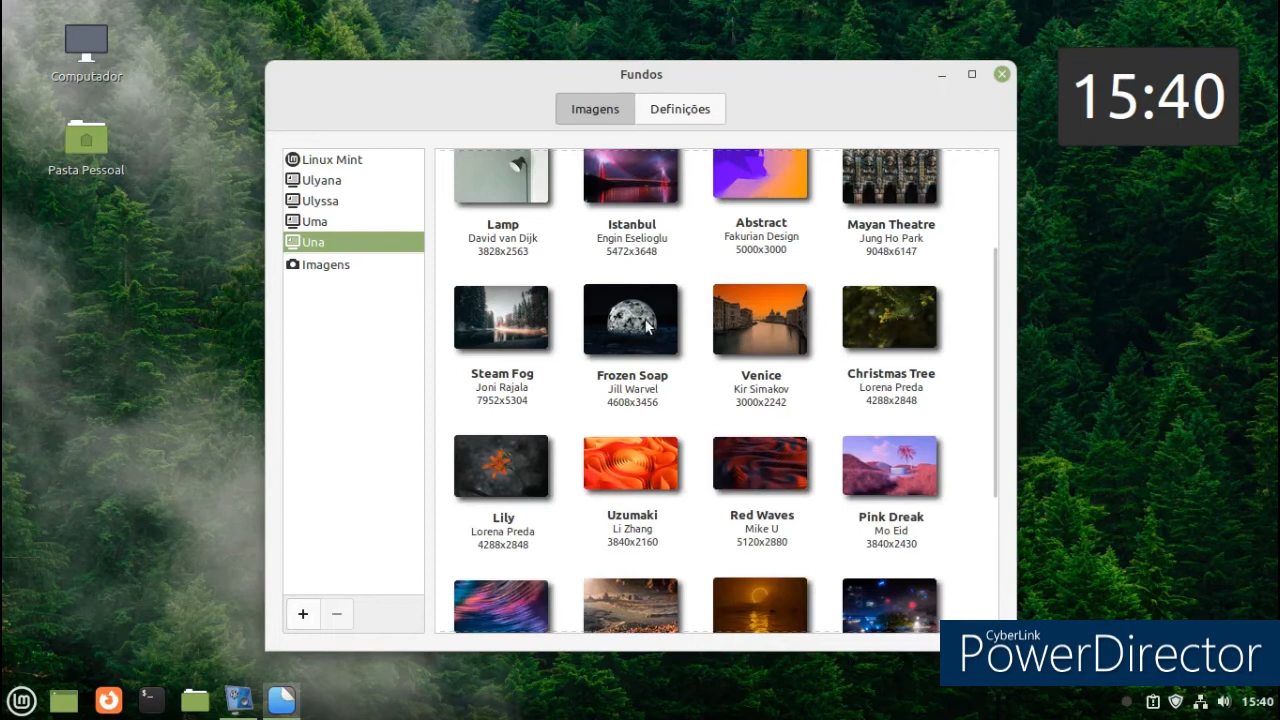 Computador
Pasta Pessoal
Fundos
Imagens
Definições
15:40
Linux Mint
Ulyana
Ulyssa
Uma
Una
Imagens
Lamp
David van Dijk
3828x2563
Istanbul
Engin Eselioglu
5472x3648
Abstract
Fakurian Design
5000x3000
Mayan Theatre
Jung Ho Park
9048x6147
Steam Fog
Joni Rajala
7952x5304
Frozen Soap
Jill Warvel
4608x3456
Venice
Kir Simakov
3000x2242
Christmas Tree
Lorena Preda
4288x2848
Lily
Lorena Preda
4288x2848
Uzumaki
Li Zhang
3840x2160
Red Waves
Mike U
5120x2880
Pink Dreak
Mo Eid
3840x2430
+
−
CyberLink
PowerDirector
15:40